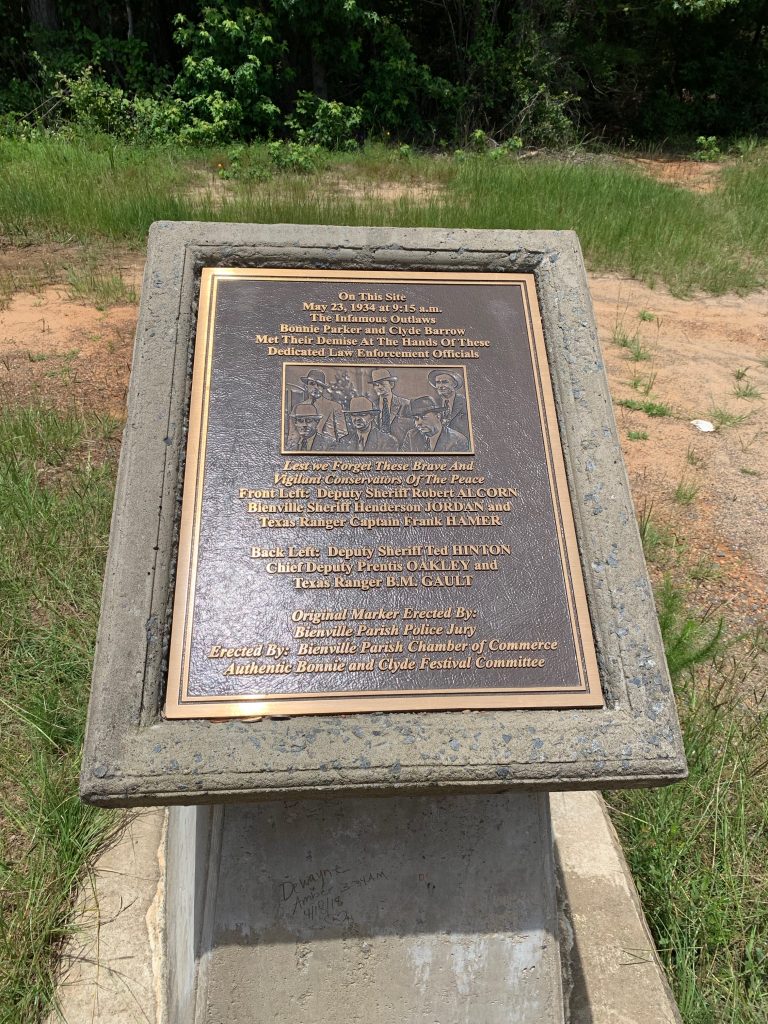 On This Site
May 23, 1934 at 9:15 a.m.
The Infamous Outlaws
Bonnie Parker and Clyde Barrow
Met Their Demise At The Hands Of These
Dedicated Law Enforcement Officials
Lest we Forget These Brave And
Vigilant Conservators Of The Peace
Front Left: Deputy Sheriff Robert ALCORN
Bienville Sheriff Henderson JORDAN and
Texas Ranger Captain Frank HAMER
Back Left: Deputy Sheriff Ted HINTON
Chief Deputy Prentis OAKLEY and
Texas Ranger B.M. GAULT
Original Marker Erected By:
Bienville Parish Police Jury
Erected By: Bienville Parish Chamber of Commerce
Authentic Bonnie and Clyde Festival Committee
Dewayne